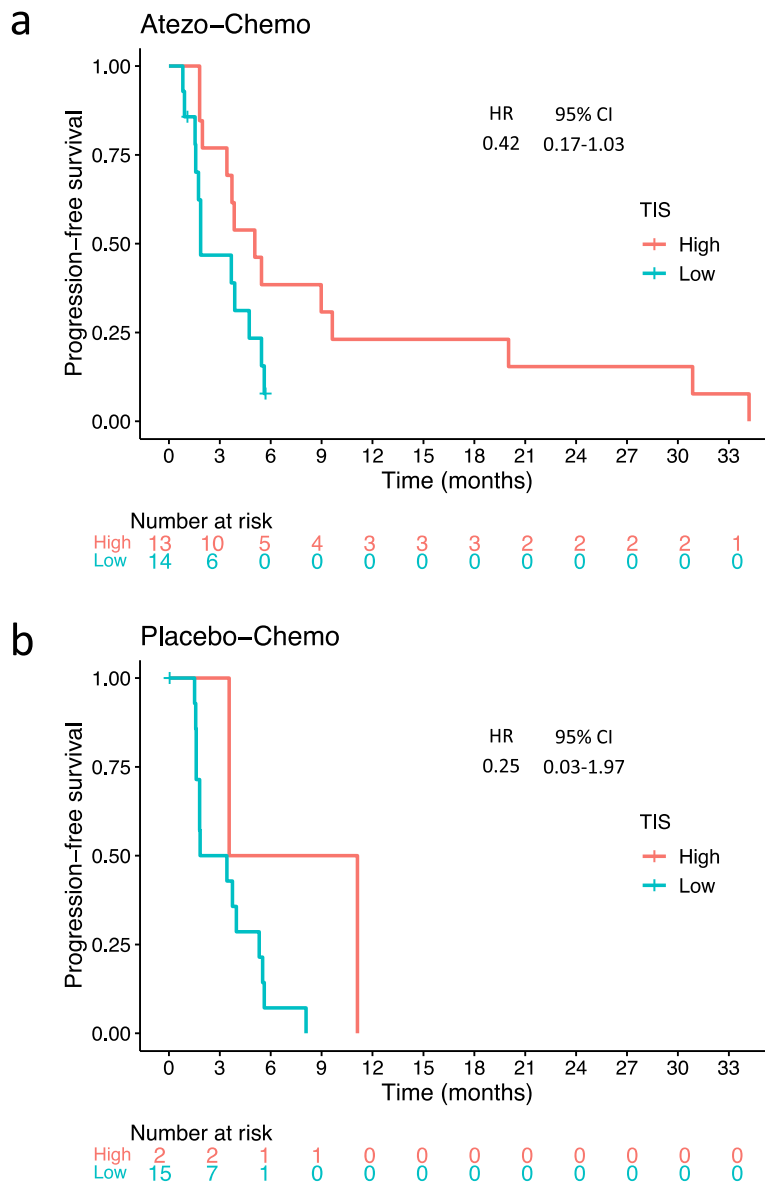 a
Atezo-Chemo
HR 95% CI
0.42 0.17-1.03
TIS
High
Low
Progression-free survival
1.00
0.75
0.50
0.25
0.00
0 3 6 9 12 15 18 21 24 27 30 33
Time (months)
Number at risk
High 13 10 5 4 3 3 3 2 2 2 2 1
Low 14 6 0 0 0 0 0 0 0 0 0 0
b
Placebo-Chemo
HR 95% CI
0.25 0.03-1.97
TIS
High
Low
Progression-free survival
1.00
0.75
0.50
0.25
0.00
0 3 6 9 12 15 18 21 24 27 30 33
Time (months)
Number at risk
High 2 2 1 1 0 0 0 0 0 0 0 0
Low 15 7 1 0 0 0 0 0 0 0 0 0